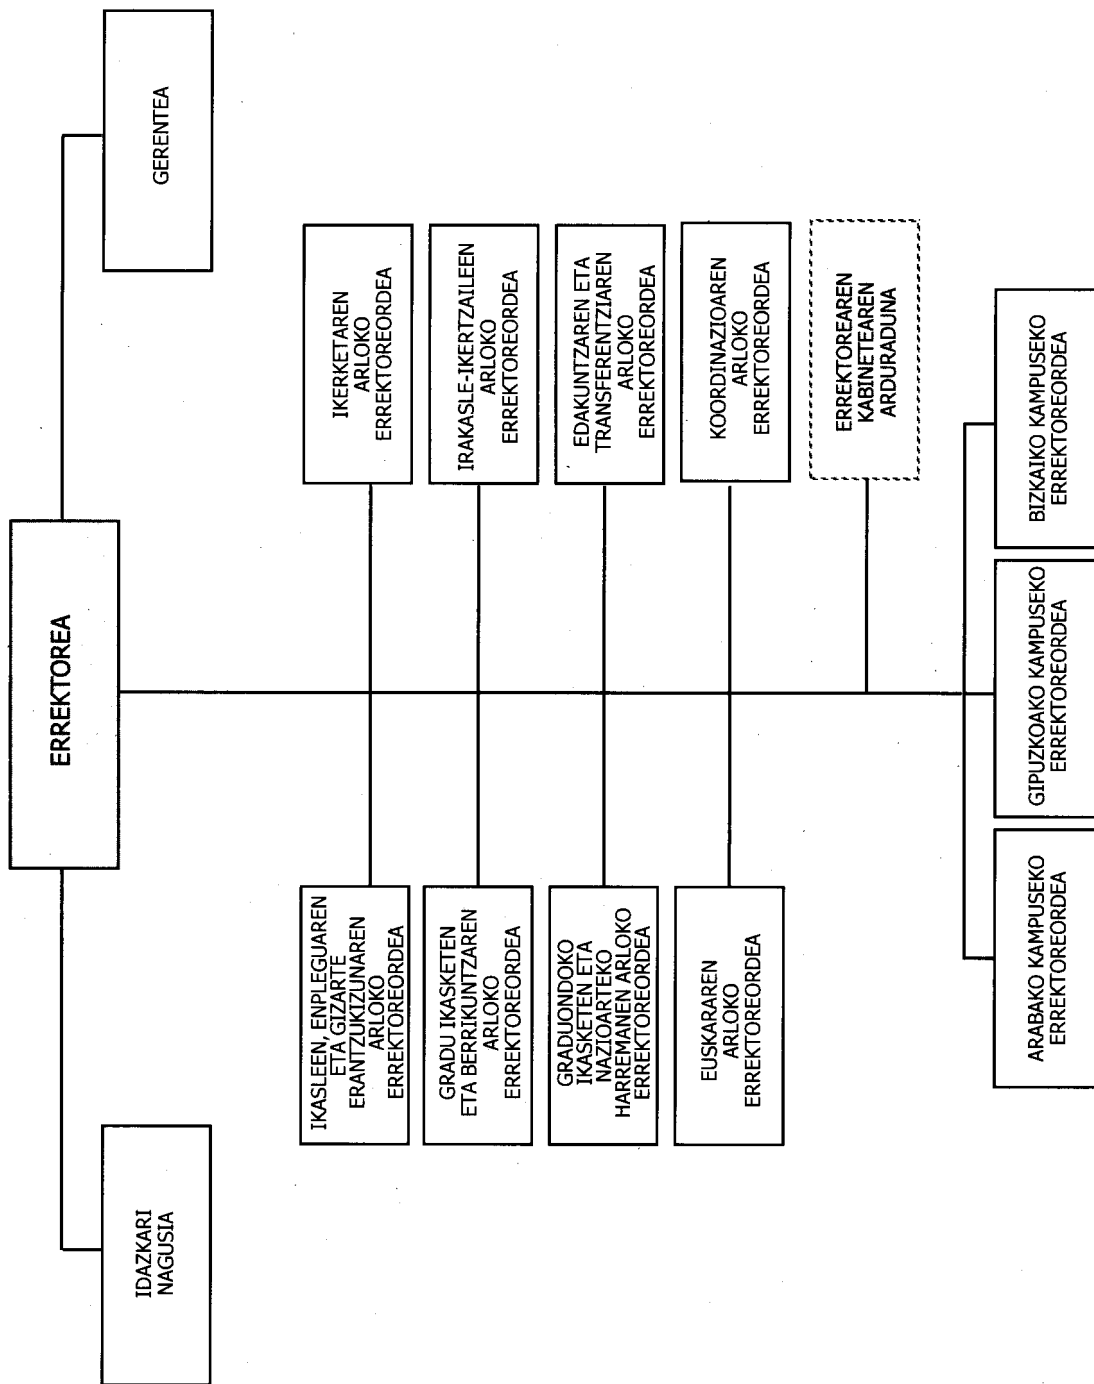 ERREKTOREA
IDAZKARI
NAGUSIA
GERENTEA
IKASLEEN, ENPLEGUAREN
ETA GIZARTE
ERANTZUKIZUNAREN
ARLOKO
ERREKTOREORDEA
IKERKETAREN
ARLOKO
ERREKTOREORDEA
GRADU IKASKETEN
ETA BERRIKUNTZAREN
ARLOKO
ERREKTOREORDEA
IRAKASLE-IKERTZAILEEN
ARLOKO
ERREKTOREORDEA
GRADUONDOKO
IKASKETEN ETA
NAZIOARTEKO
HARREMANEN ARLOKO
ERREKTOREORDEA
EDAKUNTZAREN ETA
TRANSFERENTZIAREN
ARLOKO
ERREKTOREORDEA
EUSKARAREN
ARLOKO
ERREKTOREORDEA
KOORDINAZIOAREN
ARLOKO
ERREKTOREORDEA
ERREKTOREAREN
KABINETEAREN
ARDURADUNA
ARABAKO KAMPUSEKO
ERREKTOREORDEA
GIPUZKOAKO KAMPUSEKO
ERREKTOREORDEA
BIZKAIKO KAMPUSEKO
ERREKTOREORDEA